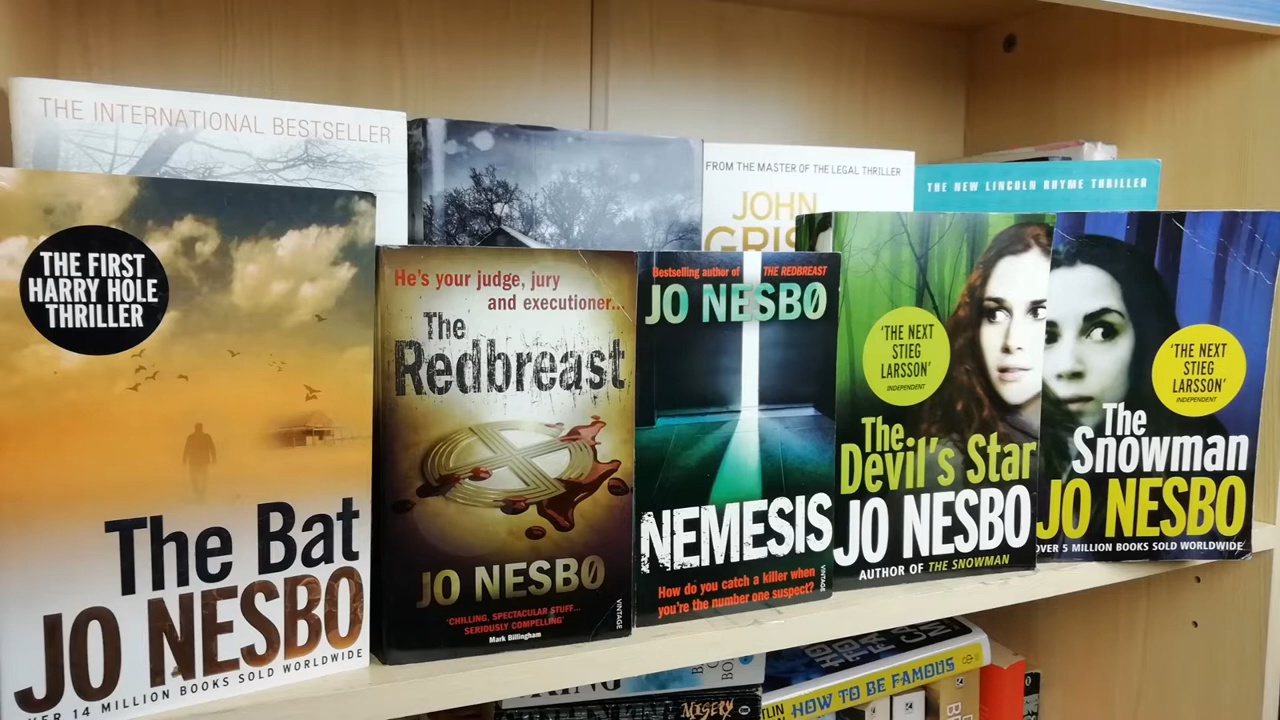 THE INTERNATIONAL BESTSELLER
FROM THE MASTER OF THE LEGAL THRILLER
JOHN
THE NEW LINCOLN RHYME THRILLER
THE FIRST
HARRY HOLE
THRILLER
The Bat
JO NESBO
14 MILLION BOOKS SOLD WORLDWIDE
He's your judge, jury
and executioner...
The
Redbreast
JO NESBØ
'CHILLING, SPECTACULAR STUFF...
SERIOUSLY COMPELLING'
Mark Billingham
VINTAGE
Bestselling author of THE REDBREAST
JO NESBØ
NEMESIS
How do you catch a killer when
you're the number one suspect?
VINTAGE
'THE NEXT
STIEG
LARSSON'
INDEPENDENT
The
Devil's Star
JO NESBO
AUTHOR OF THE SNOWMAN
'THE NEXT
STIEG
LARSSON'
INDEPENDENT
The
Snowman
JO NESBO
OVER 5 MILLION BOOKS SOLD WORLDWIDE
HOW TO BE FAMOUS
MISERY